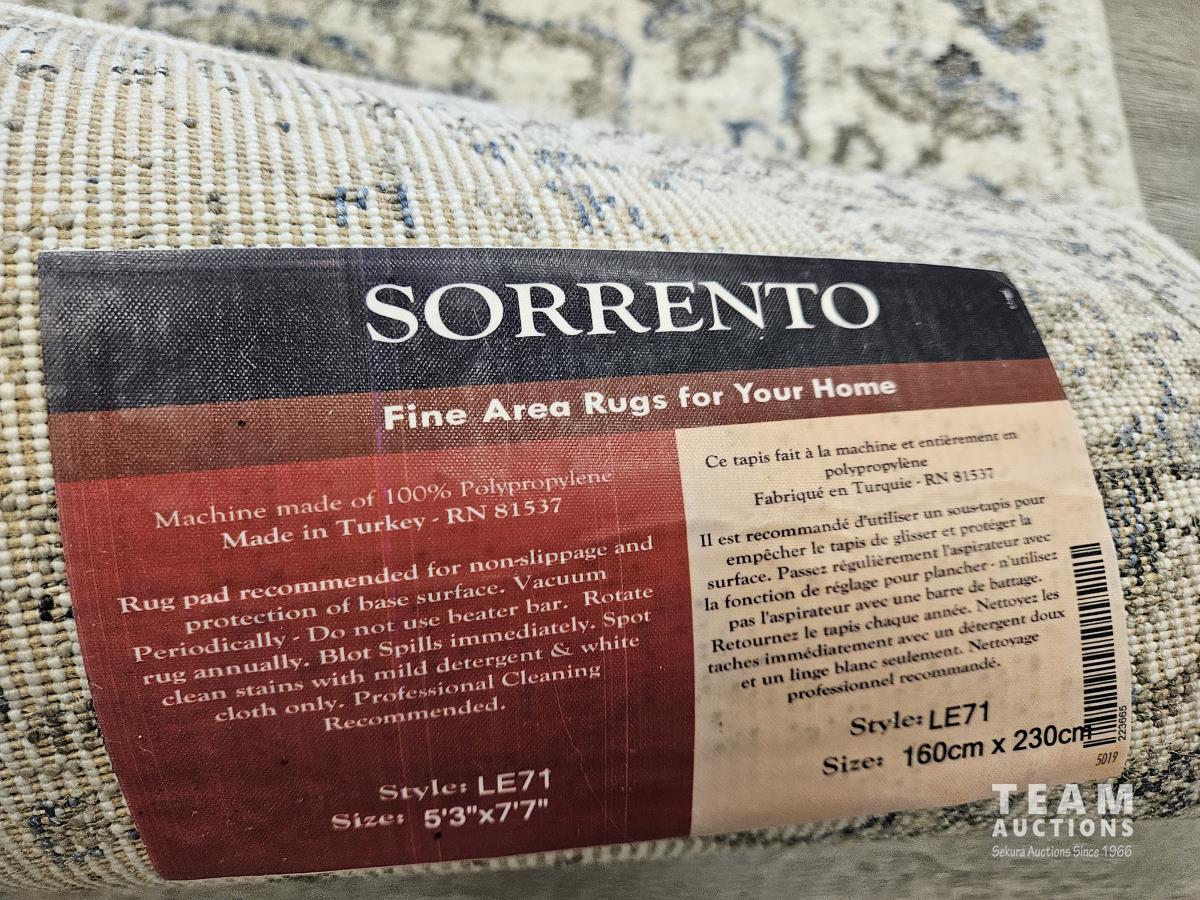 SORRENTO
Fine Area Rugs for Your Home
Machine made of 100% Polypropylene
Made in Turkey - RN 81537
Rug pad recommended for non-slippage and
protection of base surface. Vacuum
Periodically - Do not use beater bar. Rotate
rug annually. Blot Spills immediately. Spot
clean stains with mild detergent & white
cloth only. Professional Cleaning
Recommended.
Style: LE71
Size: 5'3"x7'7"
Ce tapis fait à la machine et entièrement en
polypropylène
Fabriqué en Turquie - RN 81537
Il est recommandé d'utiliser un sous-tapis pour
empêcher le tapis de glisser et protéger la
surface. Passez régulièrement l'aspirateur avec
la fonction de réglage pour plancher - n'utilisez
pas l'aspirateur avec une barre de battage.
Retournez le tapis chaque année. Nettoyez les
taches immédiatement avec un détergent doux
et un linge blanc seulement. Nettoyage
professionnel recommandé.
Style: LE71
Size: 160cm x 230cm
223665
5019
TEAM
AUCTIONS
Sekura Auctions Since 1966